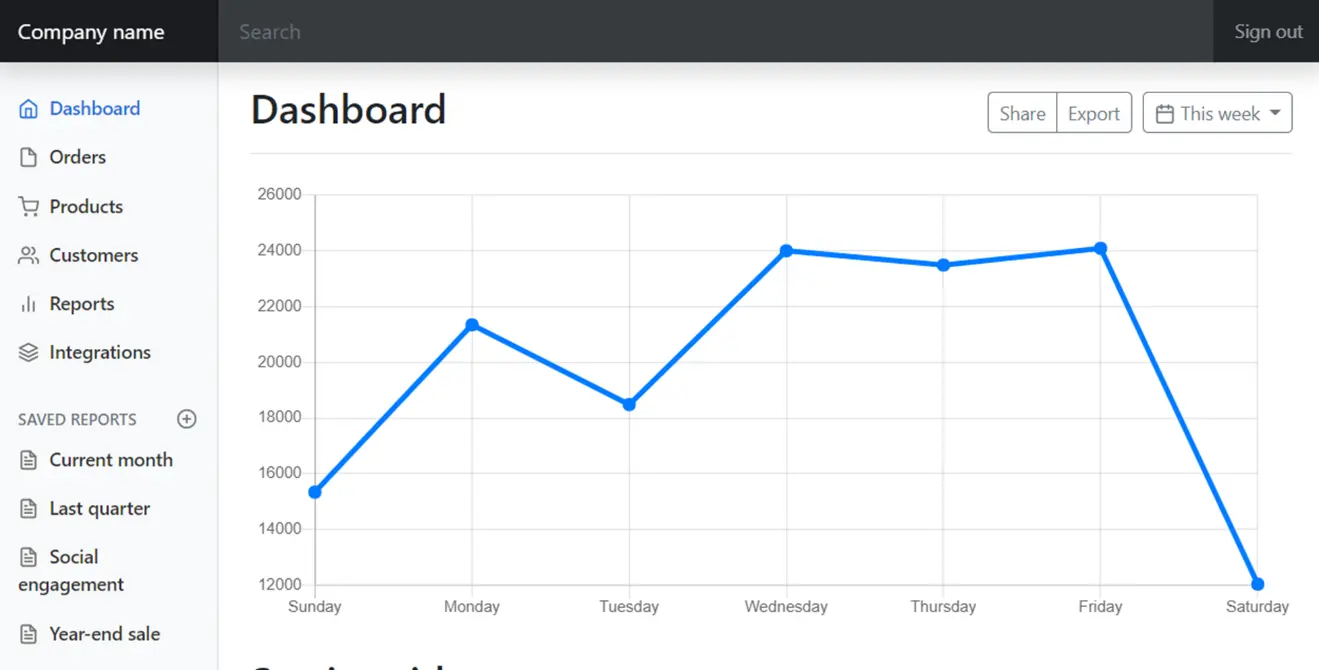 Company name
Search
Sign out
Dashboard
Orders
Products
Customers
Reports
Integrations
SAVED REPORTS
Current month
Last quarter
Social
engagement
Year-end sale
Dashboard
Share
Export
This week
26000
24000
22000
20000
18000
16000
14000
12000
Sunday
Monday
Tuesday
Wednesday
Thursday
Friday
Saturday